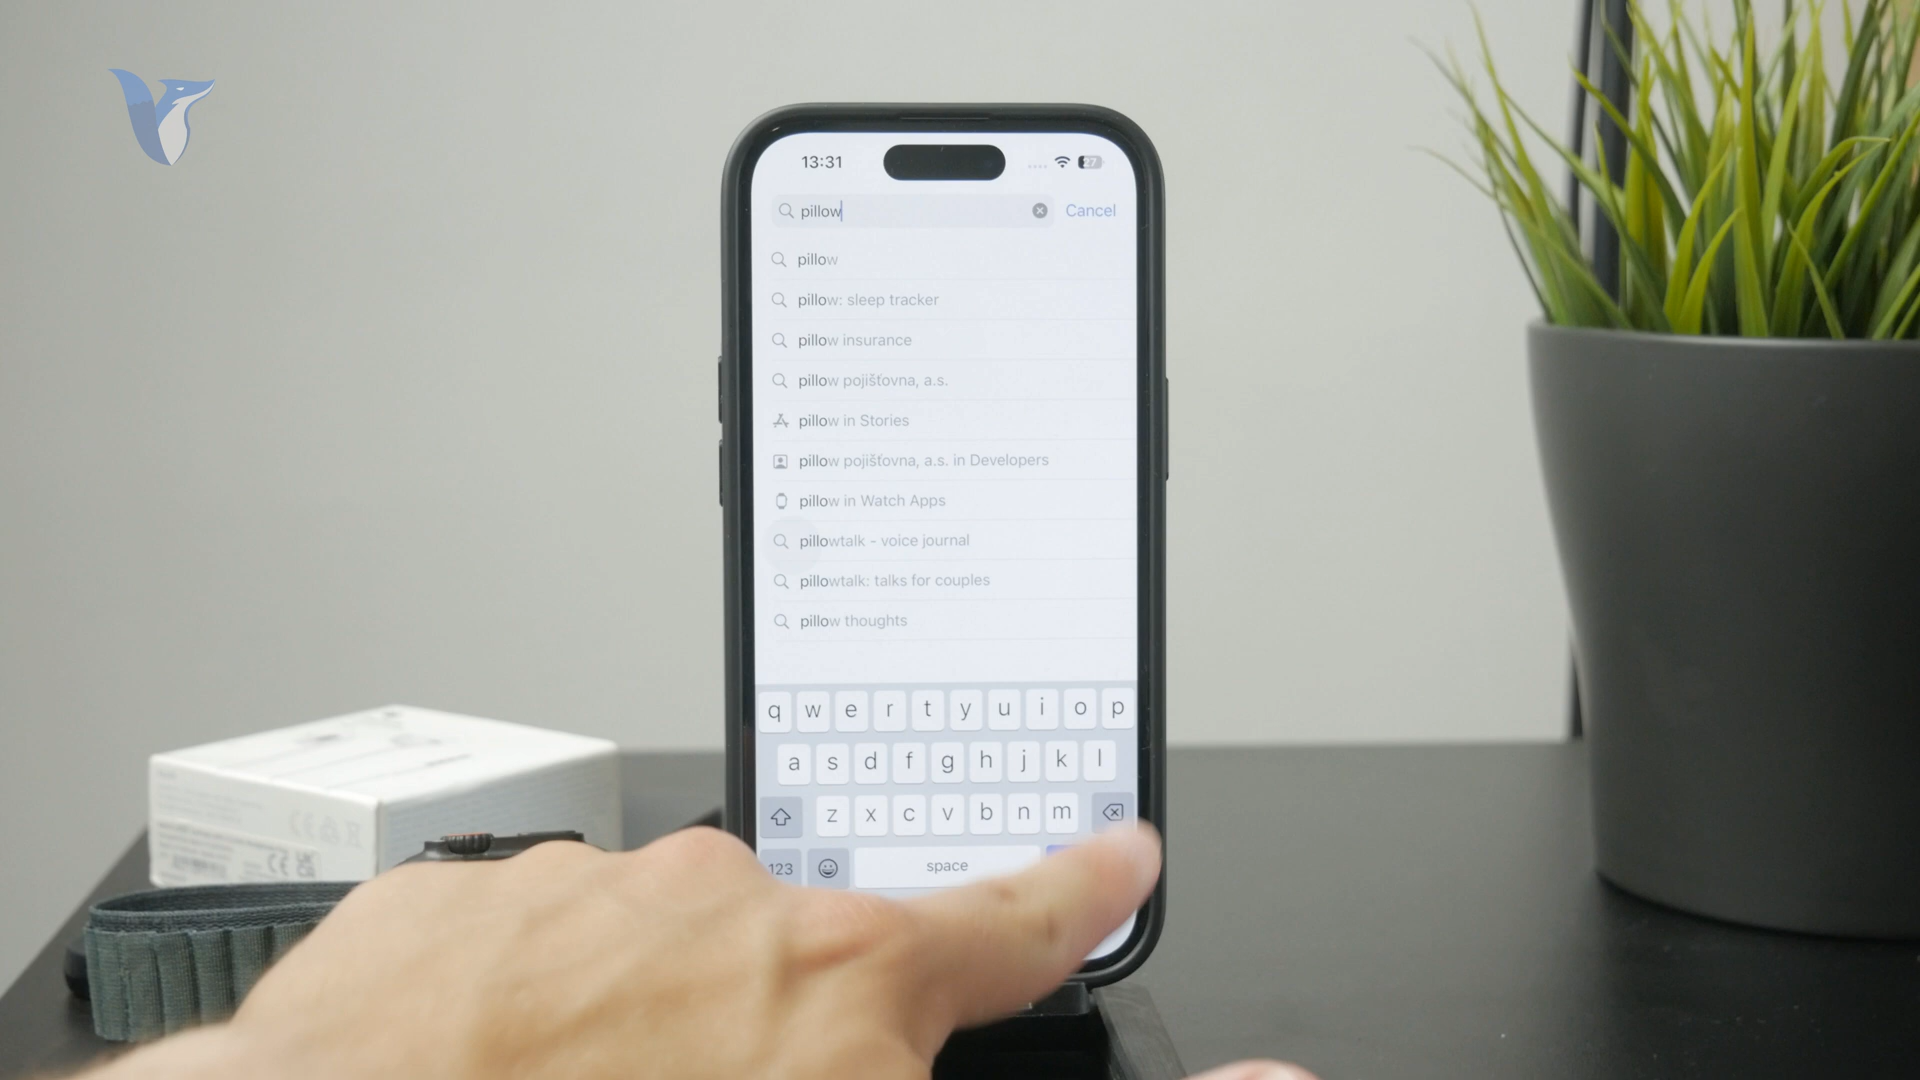 13:31
27
pillow
Cancel
pillow
pillow: sleep tracker
pillow insurance
pillow pojišťovna, a.s.
pillow in Stories
pillow pojišťovna, a.s. in Developers
pillow in Watch Apps
pillowtalk - voice journal
pillowtalk: talks for couples
pillow thoughts
q w e r t y u i o p
a s d f g h j k l
z x c v b n m
123
space